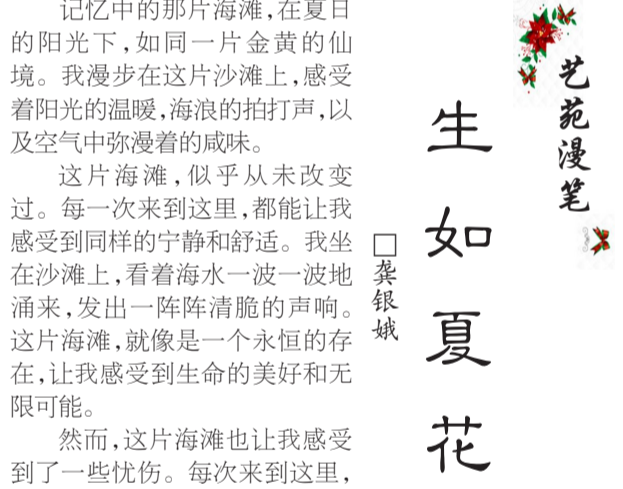 艺苑漫笔
生如夏花
□龚银娥
记忆中的那片海滩,在夏日
的阳光下,如同一片金黄的仙
境。我漫步在这片沙滩上,感受
着阳光的温暖,海浪的拍打声,以
及空气中弥漫着的咸味。
这片海滩,似乎从未改变
过。每一次来到这里,都能让我
感受到同样的宁静和舒适。我坐
在沙滩上,看着海水一波一波地
涌来,发出一阵阵清脆的声响。
这片海滩,就像是一个永恒的存
在,让我感受到生命的美好和无
限可能。
然而,这片海滩也让我感受
到了一些忧伤。每次来到这里,